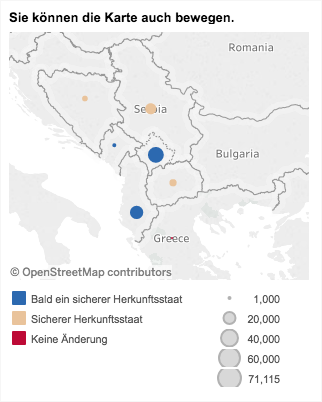 Sie können die Karte auch bewegen.
Romania
Serbia
Bulgaria
Greece
© OpenStreetMap contributors
Bald ein sicherer Herkunftsstaat
Sicherer Herkunftsstaat
Keine Änderung
1,000
20,000
40,000
60,000
71,115